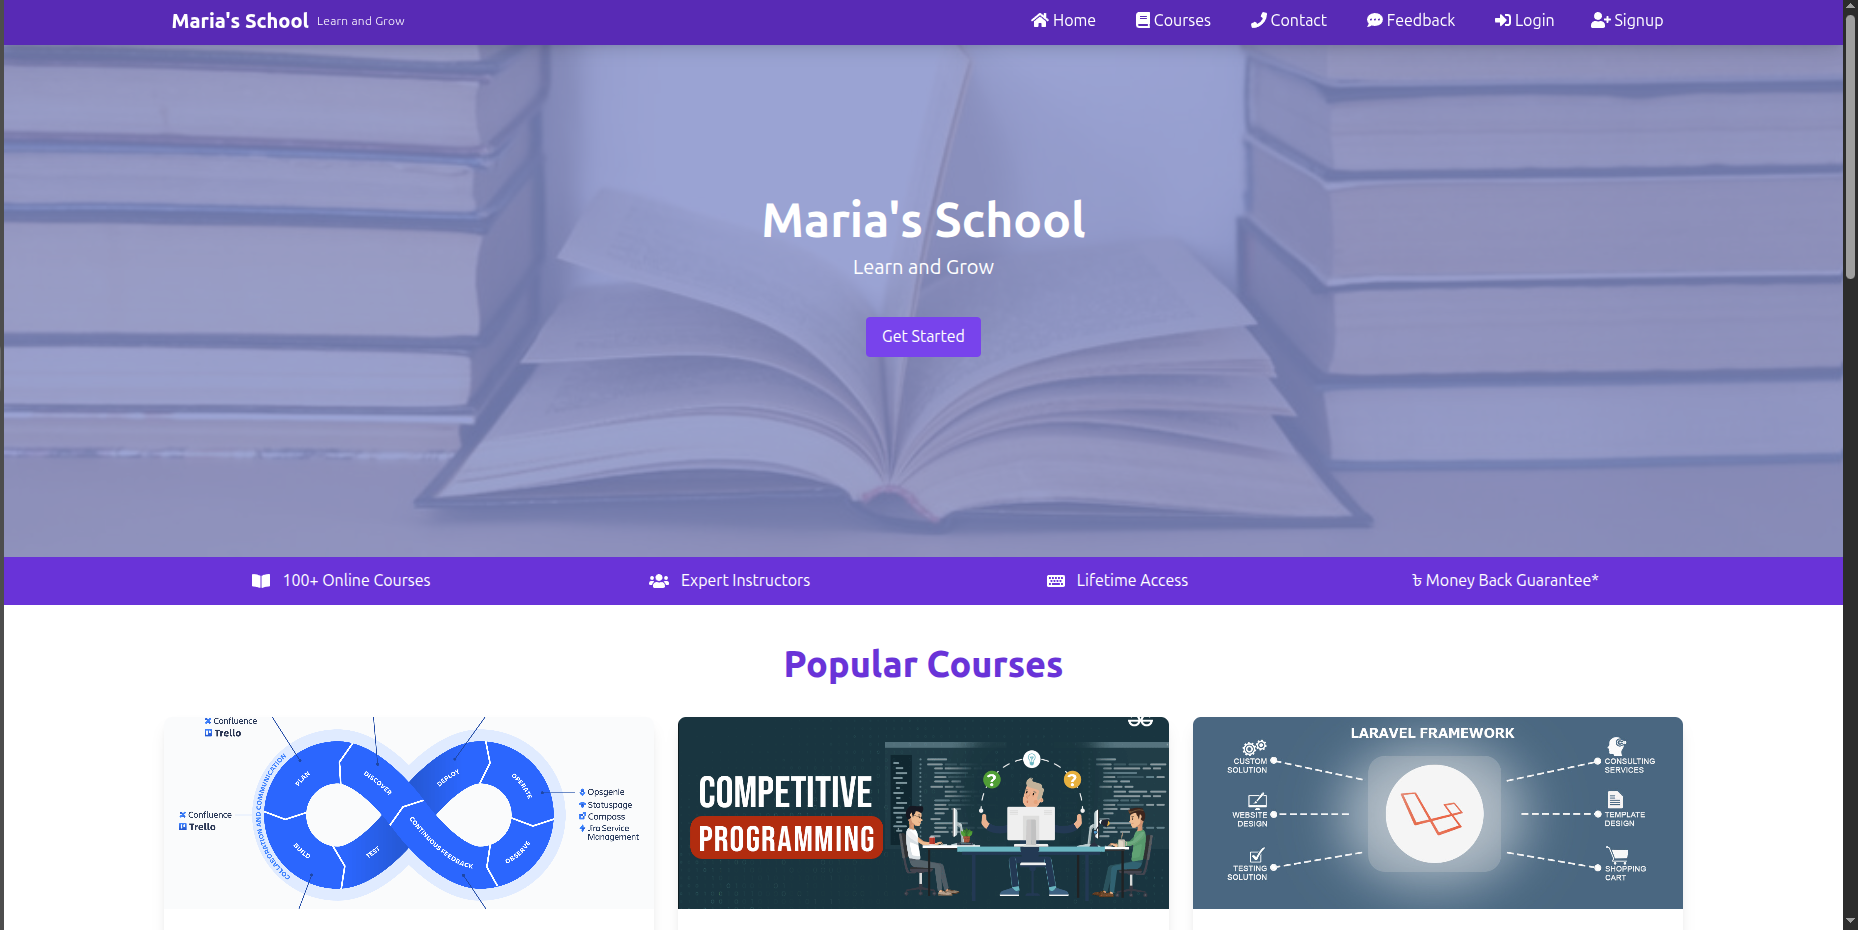 Maria's School Learn and Grow Home Courses Contact Feedback Login Signup
Maria's School
Learn and Grow
Get Started
100+ Online Courses Expert Instructors Lifetime Access ৳ Money Back Guarantee*
Popular Courses
Confluence
Trello
Confluence
Trello
COLLABORATION AND COMMUNICATION
PLAN
DISCOVER
DEPLOY
OPERATE
BUILD
TEST
CONTINUOUS FEEDBACK
OBSERVE
Opsgenie
Statuspage
Compass
Jira Service
Management
COMPETITIVE
PROGRAMMING
LARAVEL FRAMEWORK
CUSTOM
SOLUTION
WEBSITE
DESIGN
TESTING
SOLUTION
CONSULTING
SERVICES
TEMPLATE
DESIGN
SHOPPING
CART